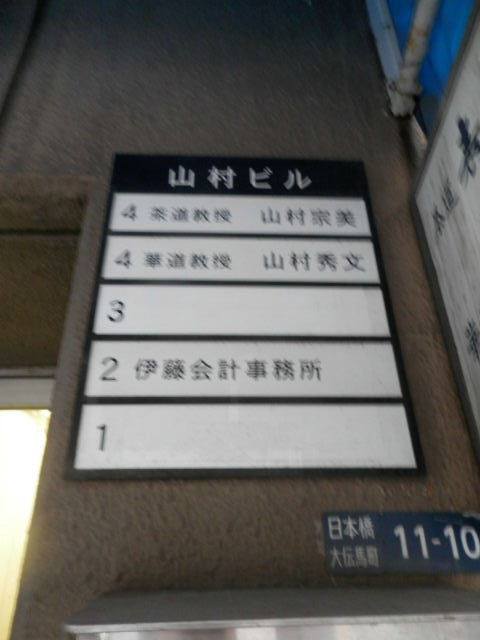 山村ビル
4 茶道教授 山村宗美
4 華道教授 山村秀文
3
2 伊藤会計事務所
1
日本橋
大伝馬町
11-10
茶道